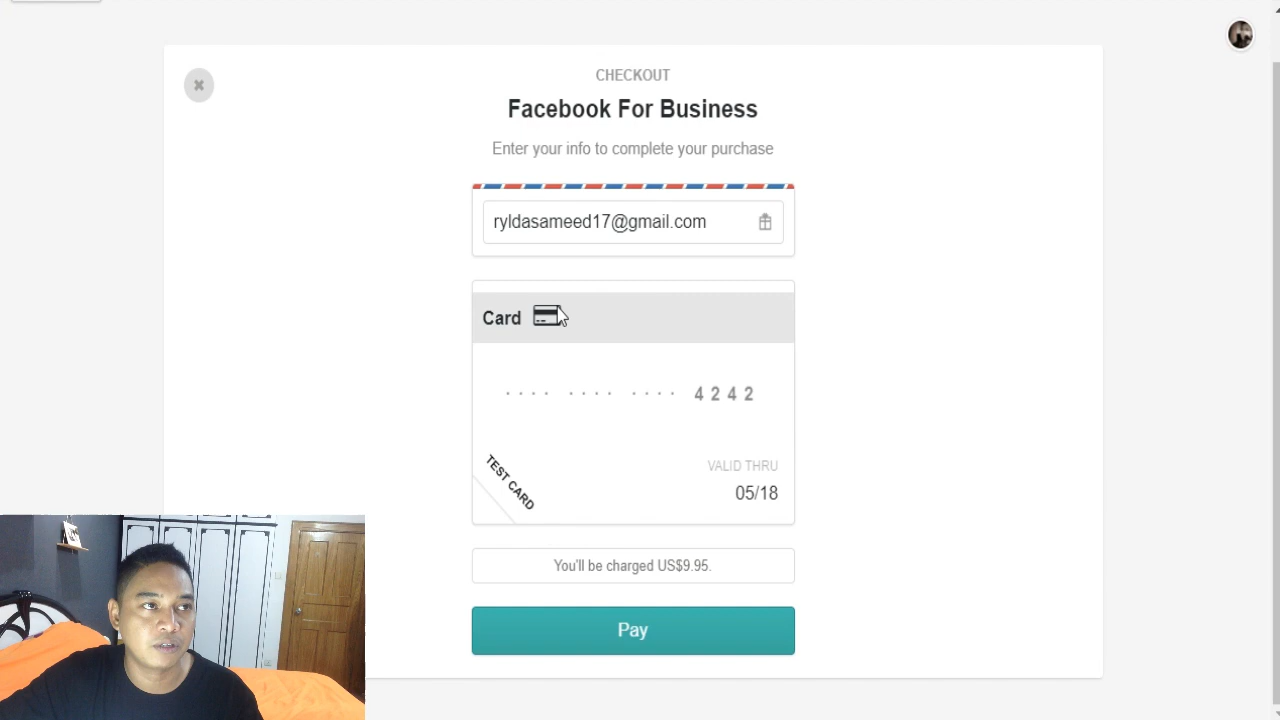 CHECKOUT
Facebook For Business
Enter your info to complete your purchase
ryldasameed17@gmail.com
Card
···· ···· ···· 4242
TEST CARD
VALID THRU
05/18
You'll be charged US$9.95.
Pay